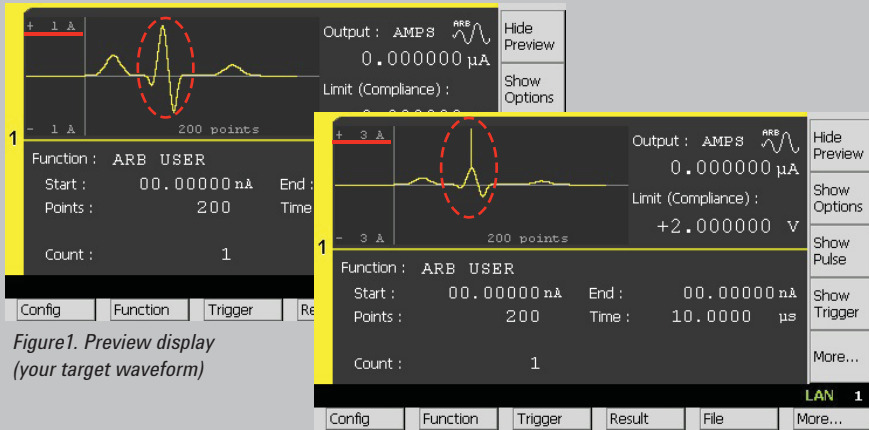 + 1 A
Output : AMPS ARB
0.000000 µA
Limit (Compliance) :
Hide
Preview
Show
Options
- 1 A
200 points
1
Function : ARB USER
Start : 00.00000 nA End :
Points : 200 Time
Count : 1
Config Function Trigger Re
Figure1. Preview display
(your target waveform)
+ 3 A
Output : AMPS ARB
0.000000 µA
Limit (Compliance) :
+2.000000 V
- 3 A
200 points
1
Function : ARB USER
Start : 00.00000 nA End : 00.00000 nA
Points : 200 Time : 10.0000 µs
Count : 1
Hide
Preview
Show
Options
Show
Pulse
Show
Trigger
More...
LAN 1
Config Function Trigger Result File More...